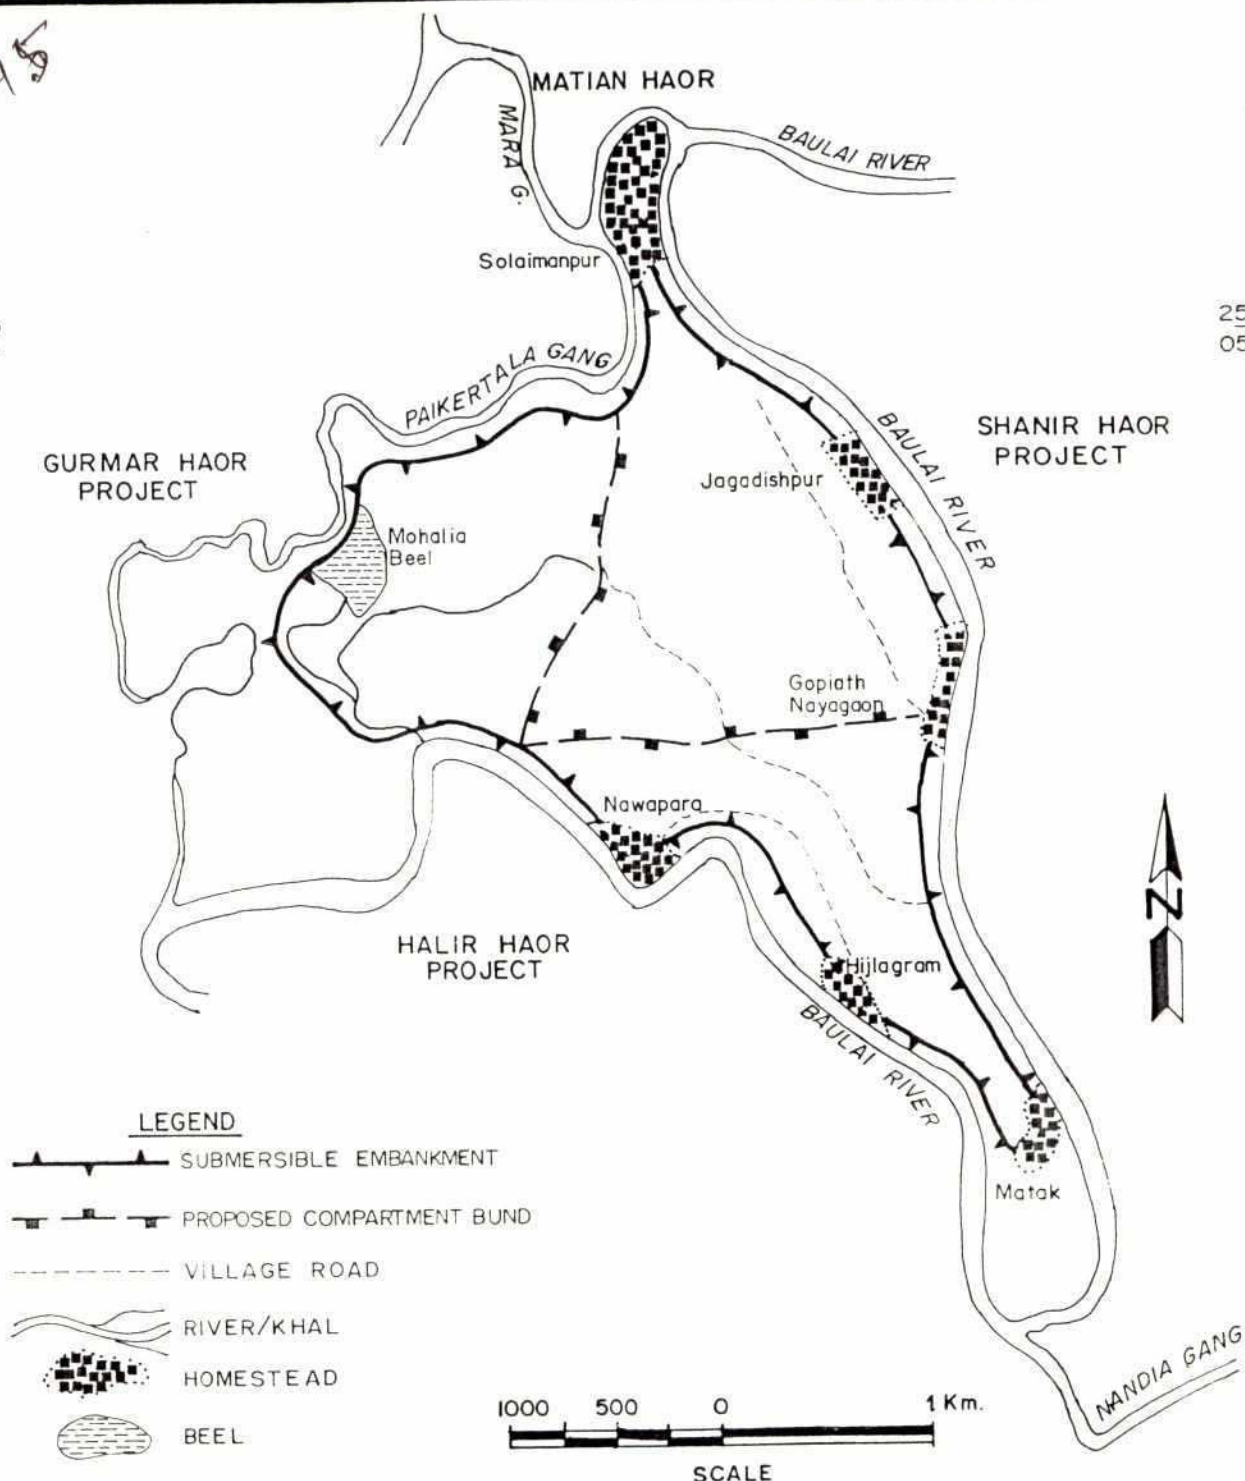 MATIAN HAOR
MARA G.
BAULAI RIVER
Solaimanpur
25
05
PAIKERTALA GANG
BAULAI RIVER
SHANIR HAOR
PROJECT
GURMAR HAOR
PROJECT
Jagadishpur
Mohalia
Beel
Gopiath
Nayagaon
Nawapara
N
HALIR HAOR
PROJECT
Hijlagram
BAULAI RIVER
Matak
LEGEND
SUBMERSIBLE EMBANKMENT
PROPOSED COMPARTMENT BUND
VILLAGE ROAD
RIVER/KHAL
HOMESTEAD
BEEL
NANDIA GANG
1000 500 0 1 Km.
SCALE